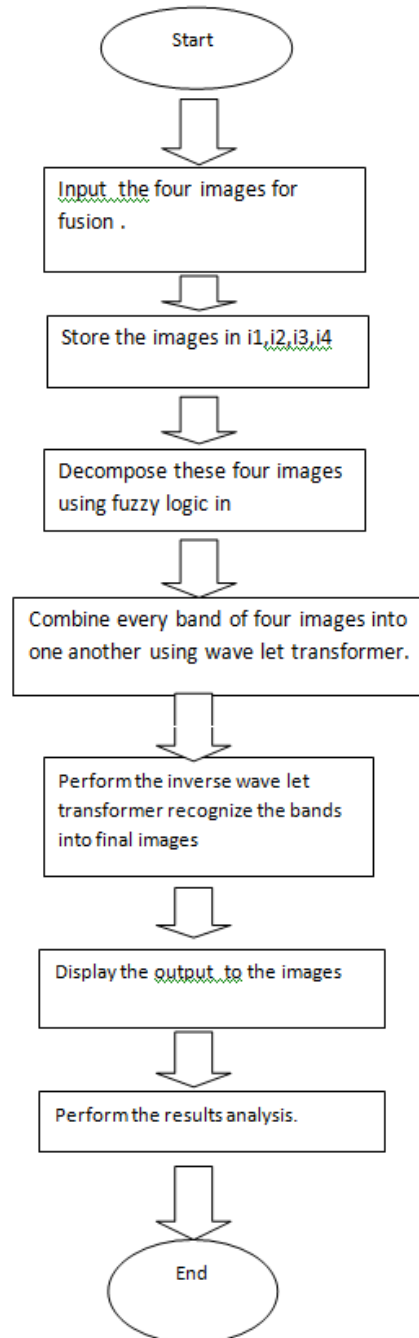 Start
Input the four images for
fusion .
Store the images in i1,i2,i3,i4
Decompose these four images
using fuzzy logic in
Combine every band of four images into
one another using wave let transformer.
Perform the inverse wave let
transformer recognize the bands
into final images
Display the output to the images
Perform the results analysis.
End